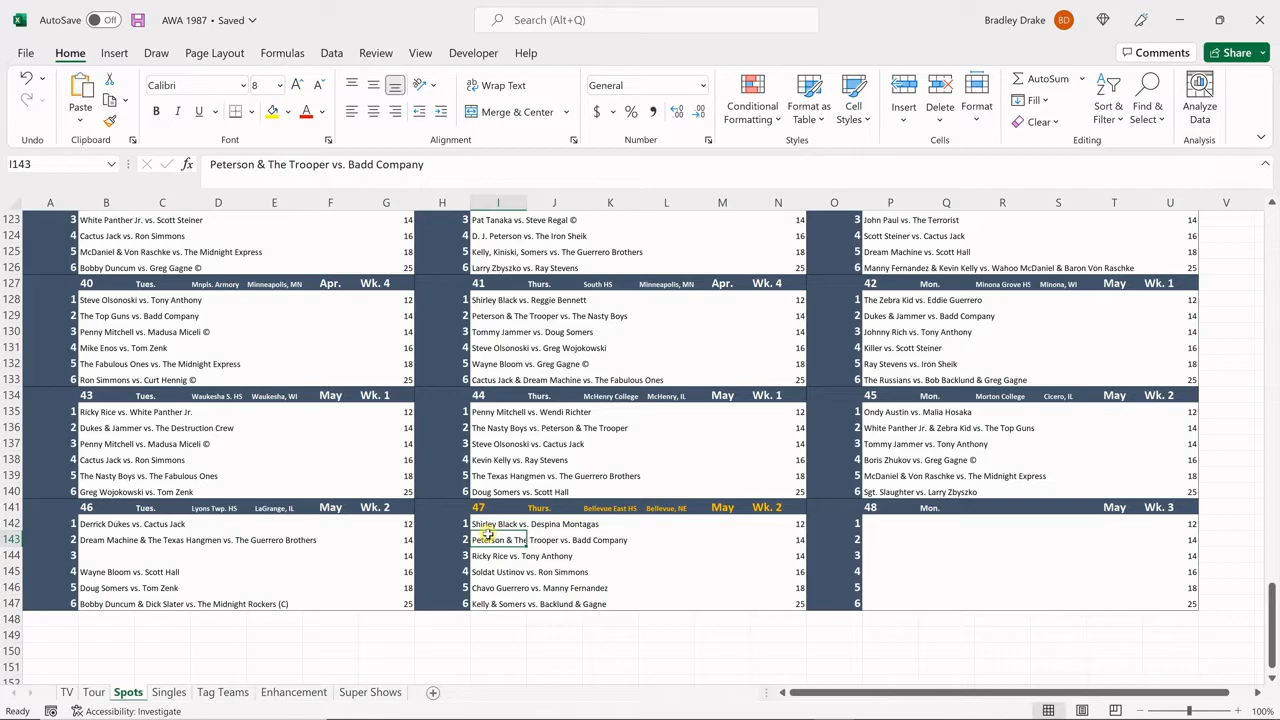 AutoSave Off AWA 1987 • Saved Search (Alt+Q) Bradley Drake BD
File Home Insert Draw Page Layout Formulas Data Review View Developer Help Comments Share
Paste Calibri 8 A A Wrap Text General Conditional Formatting Format as Table Cell Styles Insert Delete Format AutoSum Fill Clear Sort & Filter Find & Select Analyze Data
B I U A Merge & Center $ % ,
Undo Clipboard Font Alignment Number Styles Cells Editing Analysis
I143 fx Peterson & The Trooper vs. Badd Company
A B C D E F G H I J K L M N O P Q R S T U V
123 3 White Panther Jr. vs. Scott Steiner 14 3 Pat Tanaka vs. Steve Regal © 14 3 John Paul vs. The Terrorist 14
124 4 Cactus Jack vs. Ron Simmons 16 4 D. J. Peterson vs. The Iron Sheik 16 4 Scott Steiner vs. Cactus Jack 16
125 5 McDaniel & Von Raschke vs. The Midnight Express 18 5 Kelly, Kiniski, Somers vs. The Guerrero Brothers 18 5 Dream Machine vs. Scott Hall 18
126 6 Bobby Duncum vs. Greg Gagne © 25 6 Larry Zbyszko vs. Ray Stevens 25 6 Manny Fernandez & Kevin Kelly vs. Wahoo McDaniel & Baron Von Raschke 25
127 40 Tues. Mnpls. Armory Minneapolis, MN Apr. Wk. 4 41 Thurs. South HS Minneapolis, MN Apr. Wk. 4 42 Mon. Minona Grove HS Minona, WI May Wk. 1
128 1 Steve Olsonoski vs. Tony Anthony 12 1 Shirley Black vs. Reggie Bennett 12 1 The Zebra Kid vs. Eddie Guerrero 12
129 2 The Top Guns vs. Badd Company 14 2 Peterson & The Trooper vs. The Nasty Boys 14 2 Dukes & Jammer vs. Badd Company 14
130 3 Penny Mitchell vs. Madusa Miceli © 14 3 Tommy Jammer vs. Doug Somers 14 3 Johnny Rich vs. Tony Anthony 14
131 4 Mike Enos vs. Tom Zenk 16 4 Steve Olsonoski vs. Greg Wojokowski 16 4 Killer vs. Scott Steiner 16
132 5 The Fabulous Ones vs. The Midnight Express 18 5 Wayne Bloom vs. Greg Gagne © 18 5 Ray Stevens vs. Iron Sheik 18
133 6 Ron Simmons vs. Curt Hennig © 25 6 Cactus Jack & Dream Machine vs. The Fabulous Ones 25 6 The Russians vs. Bob Backlund & Greg Gagne 25
134 43 Tues. Waukesha S. HS Waukesha, WI May Wk. 1 44 Thurs. McHenry College McHenry, IL May Wk. 1 45 Mon. Morton College Cicero, IL May Wk. 2
135 1 Ricky Rice vs. White Panther Jr. 12 1 Penny Mitchell vs. Wendi Richter 12 1 Ondy Austin vs. Malia Hosaka 12
136 2 Dukes & Jammer vs. The Destruction Crew 14 2 The Nasty Boys vs. Peterson & The Trooper 14 2 White Panther Jr. & Zebra Kid vs. The Top Guns 14
137 3 Penny Mitchell vs. Madusa Miceli © 14 3 Steve Olsonoski vs. Cactus Jack 14 3 Tommy Jammer vs. Tony Anthony 14
138 4 Cactus Jack vs. Ron Simmons 16 4 Kevin Kelly vs. Ray Stevens 16 4 Boris Zhukov vs. Greg Gagne © 16
139 5 The Nasty Boys vs. The Fabulous Ones 18 5 The Texas Hangmen vs. The Guerrero Brothers 18 5 McDaniel & Von Raschke vs. The Midnight Express 18
140 6 Greg Wojokowski vs. Tom Zenk 25 6 Doug Somers vs. Scott Hall 25 6 Sgt. Slaughter vs. Larry Zbyszko 25
141 46 Tues. Lyons Twp. HS LaGrange, IL May Wk. 2 47 Thurs. Bellevue East HS Bellevue, NE May Wk. 2 48 Mon. May Wk. 3
142 1 Derrick Dukes vs. Cactus Jack 12 1 Shirley Black vs. Despina Montagas 12 1 12
143 2 Dream Machine & The Texas Hangmen vs. The Guerrero Brothers 14 2 Peterson & The Trooper vs. Badd Company 14 2 14
144 3 14 3 Ricky Rice vs. Tony Anthony 14 3 14
145 4 Wayne Bloom vs. Scott Hall 16 4 Soldat Ustinov vs. Ron Simmons 16 4 16
146 5 Doug Somers vs. Tom Zenk 18 5 Chavo Guerrero vs. Manny Fernandez 18 5 18
147 6 Bobby Duncum & Dick Slater vs. The Midnight Rockers (C) 25 6 Kelly & Somers vs. Backlund & Gagne 25 6 25
148
149
150
151
152
TV Tour Spots Singles Tag Teams Enhancement Super Shows
Ready Accessibility: Investigate 100%